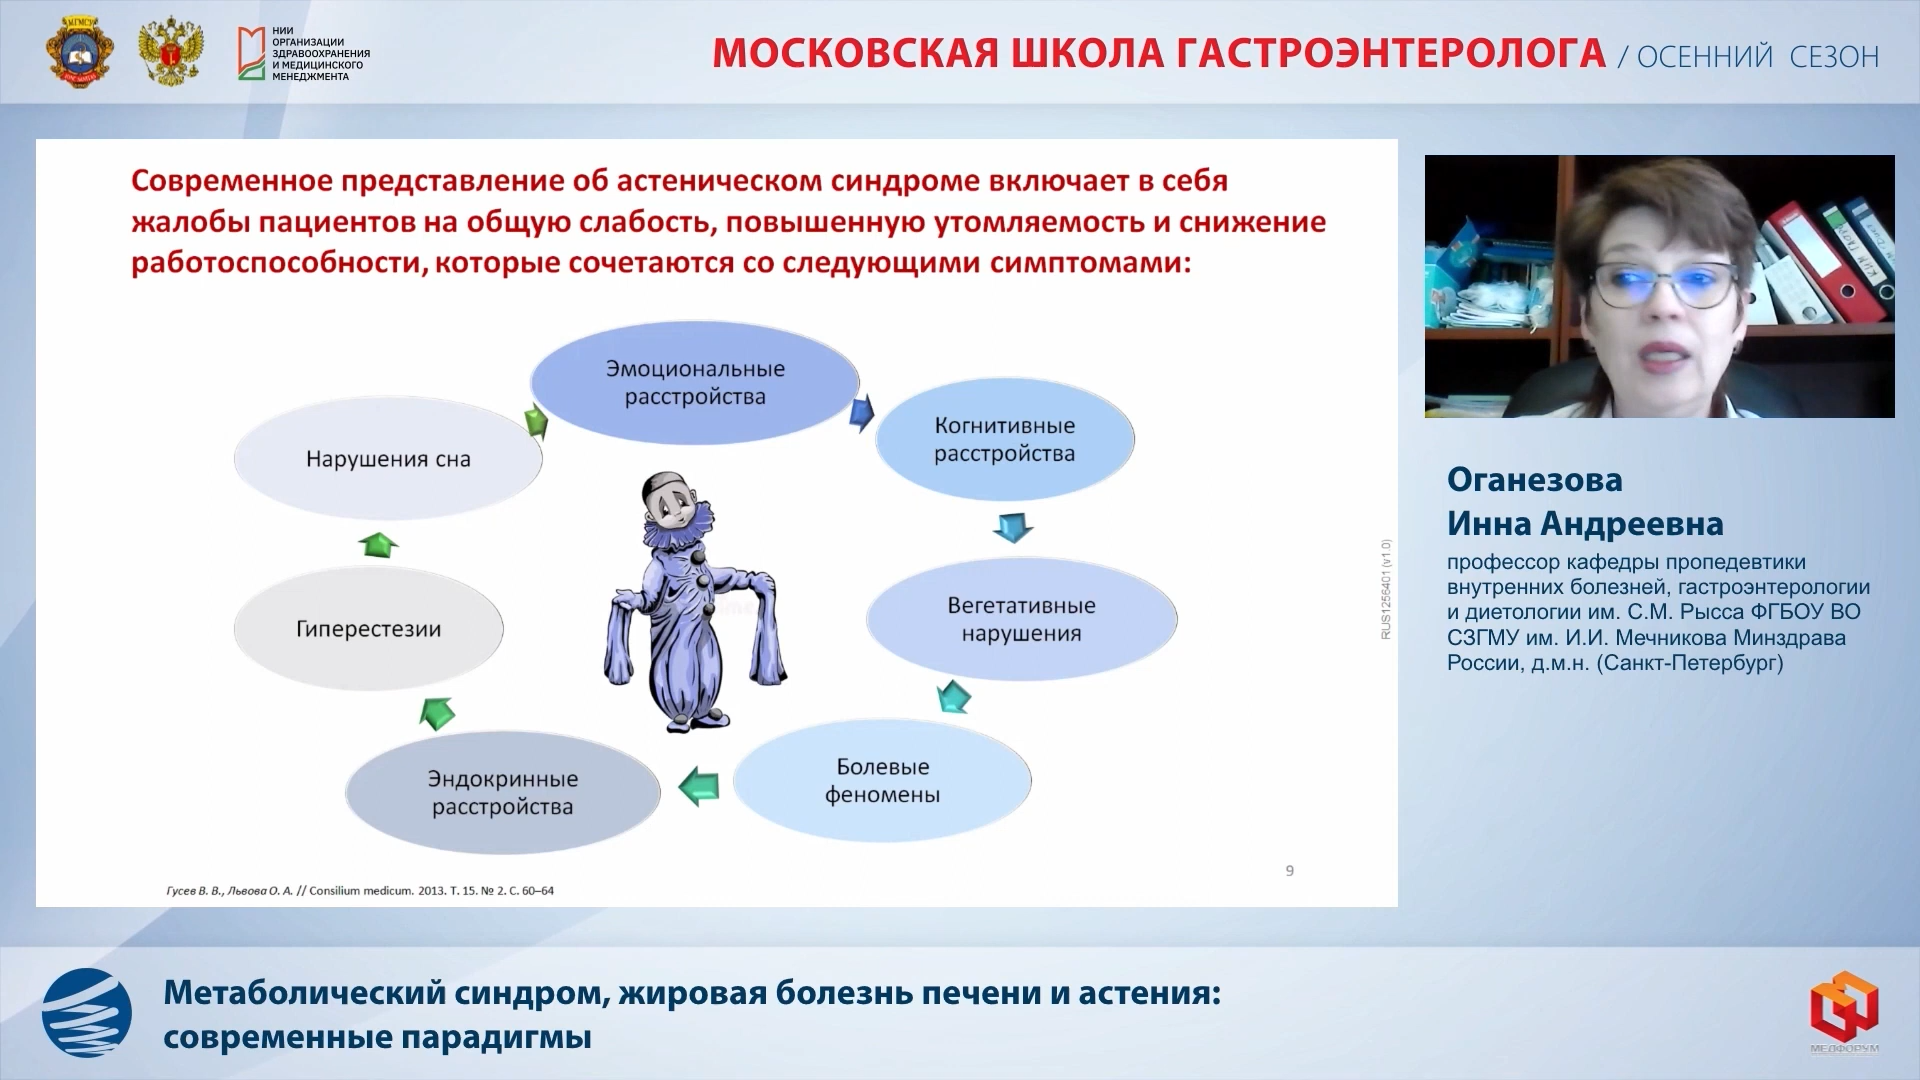 НИИ
ОРГАНИЗАЦИИ
ЗДРАВООХРАНЕНИЯ
И МЕДИЦИНСКОГО
МЕНЕДЖМЕНТА
МОСКОВСКАЯ ШКОЛА ГАСТРОЭНТЕРОЛОГА / ОСЕННИЙ СЕЗОН
Современное представление об астеническом синдроме включает в себя
жалобы пациентов на общую слабость, повышенную утомляемость и снижение
работоспособности, которые сочетаются со следующими симптомами:
Эмоциональные
расстройства
Когнитивные
расстройства
Вегетативные
нарушения
Болевые
феномены
Эндокринные
расстройства
Гиперестезии
Нарушения сна
RUS1256401 (v1.0)
9
Гусев В. В., Львова О. А. // Consilium medicum. 2013. Т. 15. № 2. С. 60–64
Оганезова
Инна Андреевна
профессор кафедры пропедевтики
внутренних болезней, гастроэнтерологии
и диетологии им. С.М. Рысса ФГБОУ ВО
СЗГМУ им. И.И. Мечникова Минздрава
России, д.м.н. (Санкт-Петербург)
Метаболический синдром, жировая болезнь печени и астения:
современные парадигмы
МЕДФОРУМ